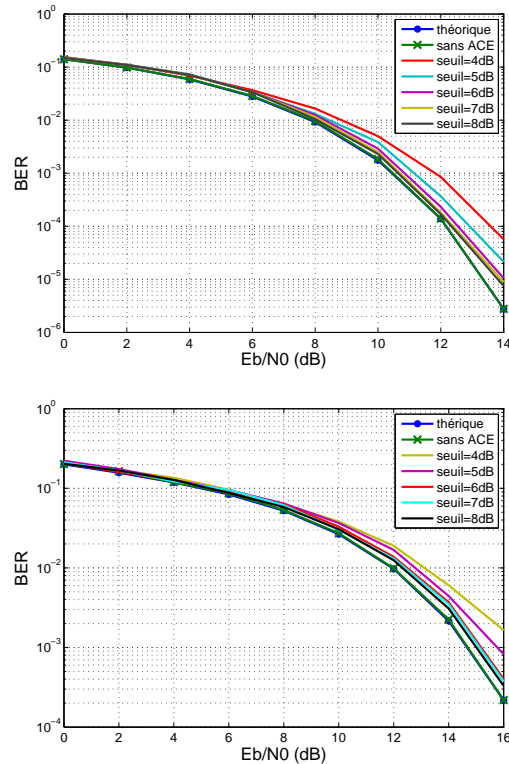 10^0
10^-1
10^-2
10^-3
10^-4
10^-5
10^-6
BER
0 2 4 6 8 10 12 14
Eb/N0 (dB)
théorique
sans ACE
seuil=4dB
seuil=5dB
seuil=6dB
seuil=7dB
seuil=8dB
10^0
10^-1
10^-2
10^-3
10^-4
BER
0 2 4 6 8 10 12 14 16
Eb/N0 (dB)
thérique
sans ACE
seuil=4dB
seuil=5dB
seuil=6dB
seuil=7dB
seuil=8dB